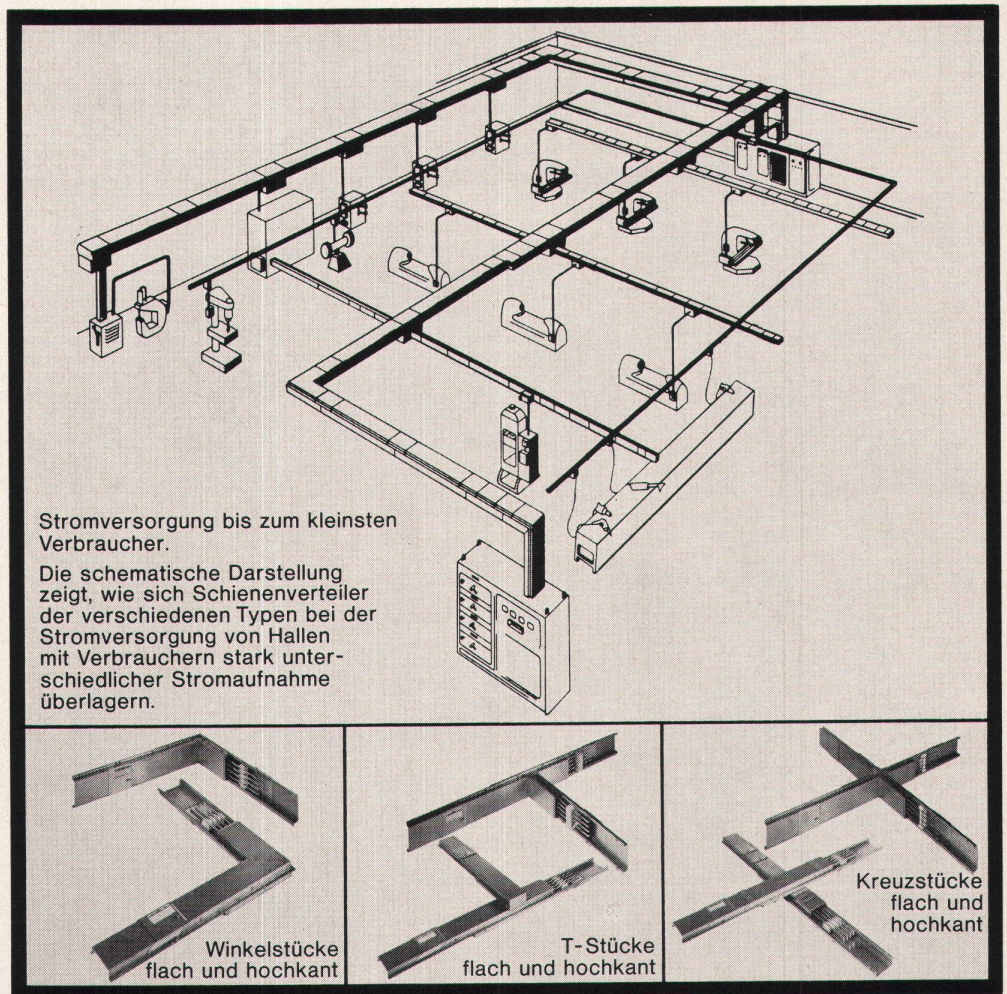 Stromversorgung bis zum kleinsten
Verbraucher.
Die schematische Darstellung
zeigt, wie sich Schienenverteiler
der verschiedenen Typen bei der
Stromversorgung von Hallen
mit Verbrauchern stark unter-
schiedlicher Stromaufnahme
überlagern.
Winkelstücke
flach und hochkant
T-Stücke
flach und hochkant
Kreuzstücke
flach und
hochkant